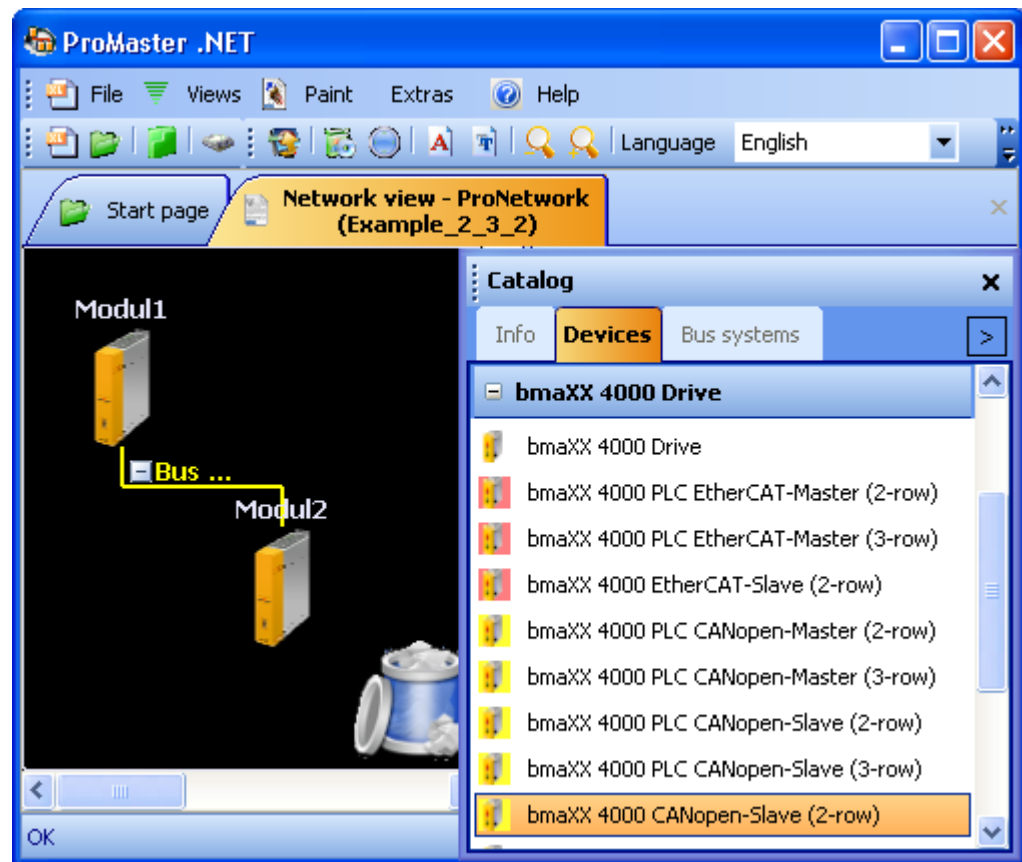 ProMaster .NET
File Views Paint Extras Help
Language English
Start page
Network view - ProNetwork
(Example_2_3_2)
Modul1
Bus ...
Modul2
Catalog
Info Devices Bus systems >
bmaXX 4000 Drive
bmaXX 4000 Drive
bmaXX 4000 PLC EtherCAT-Master (2-row)
bmaXX 4000 PLC EtherCAT-Master (3-row)
bmaXX 4000 EtherCAT-Slave (2-row)
bmaXX 4000 PLC CANopen-Master (2-row)
bmaXX 4000 PLC CANopen-Master (3-row)
bmaXX 4000 PLC CANopen-Slave (2-row)
bmaXX 4000 PLC CANopen-Slave (3-row)
bmaXX 4000 CANopen-Slave (2-row)
OK